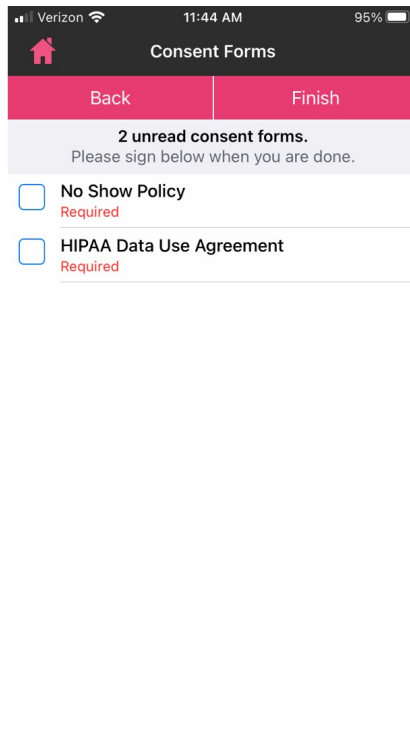 Verizon 11:44 AM 95%
Consent Forms
Back Finish
2 unread consent forms.
Please sign below when you are done.
No Show Policy
Required
HIPAA Data Use Agreement
Required